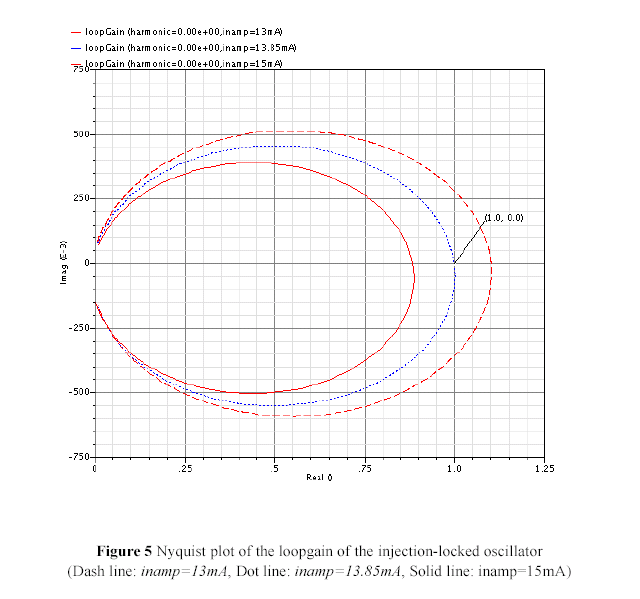 loopGain (harmonic=0.00e+00,inamp=13mA)
loopGain (harmonic=0.00e+00,inamp=13.85mA)
loopGain (harmonic=0.00e+00,inamp=15mA)
750
500
250
0
-250
-500
-750
Imag (E-3)
(1.0, 0.0)
0
.25
.5
.75
1.0
1.25
Real ()
Figure 5 Nyquist plot of the loopgain of the injection-locked oscillator
(Dash line: inamp=13mA, Dot line: inamp=13.85mA, Solid line: inamp=15mA)